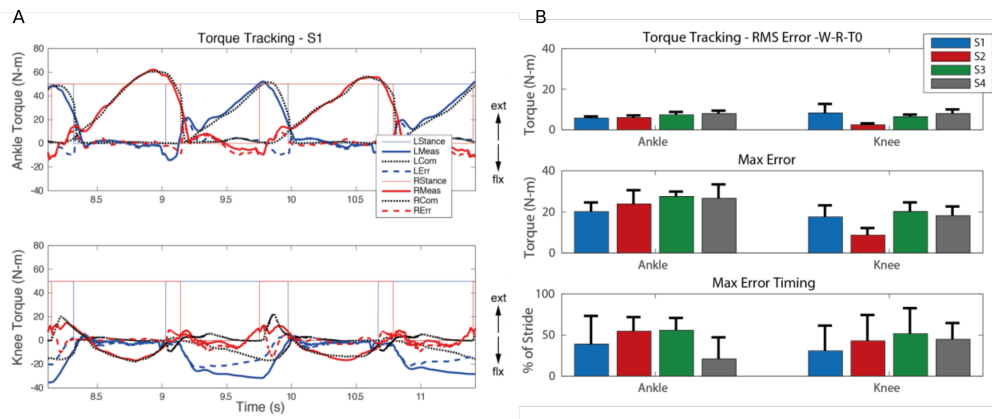 A
Torque Tracking - S1
Ankle Torque (N-m)
80
60
40
20
0
-20
-40
8.5
9
9.5
10
105
11
ext
flx
LStance
LMeas
LCom
LErr
RStance
RMeas
RCom
RErr
Knee Torque (N-m)
80
60
40
20
0
-20
-40
8.5
9
9.5
10
10.5
11
Time (s)
ext
flx
B
Torque Tracking - RMS Error -W-R-T0
S1
S2
S3
S4
Torque (N-m)
40
20
0
Ankle
Knee
Max Error
Torque (N-m)
40
20
0
Ankle
Knee
Max Error Timing
% of Stride
100
50
0
Ankle
Knee